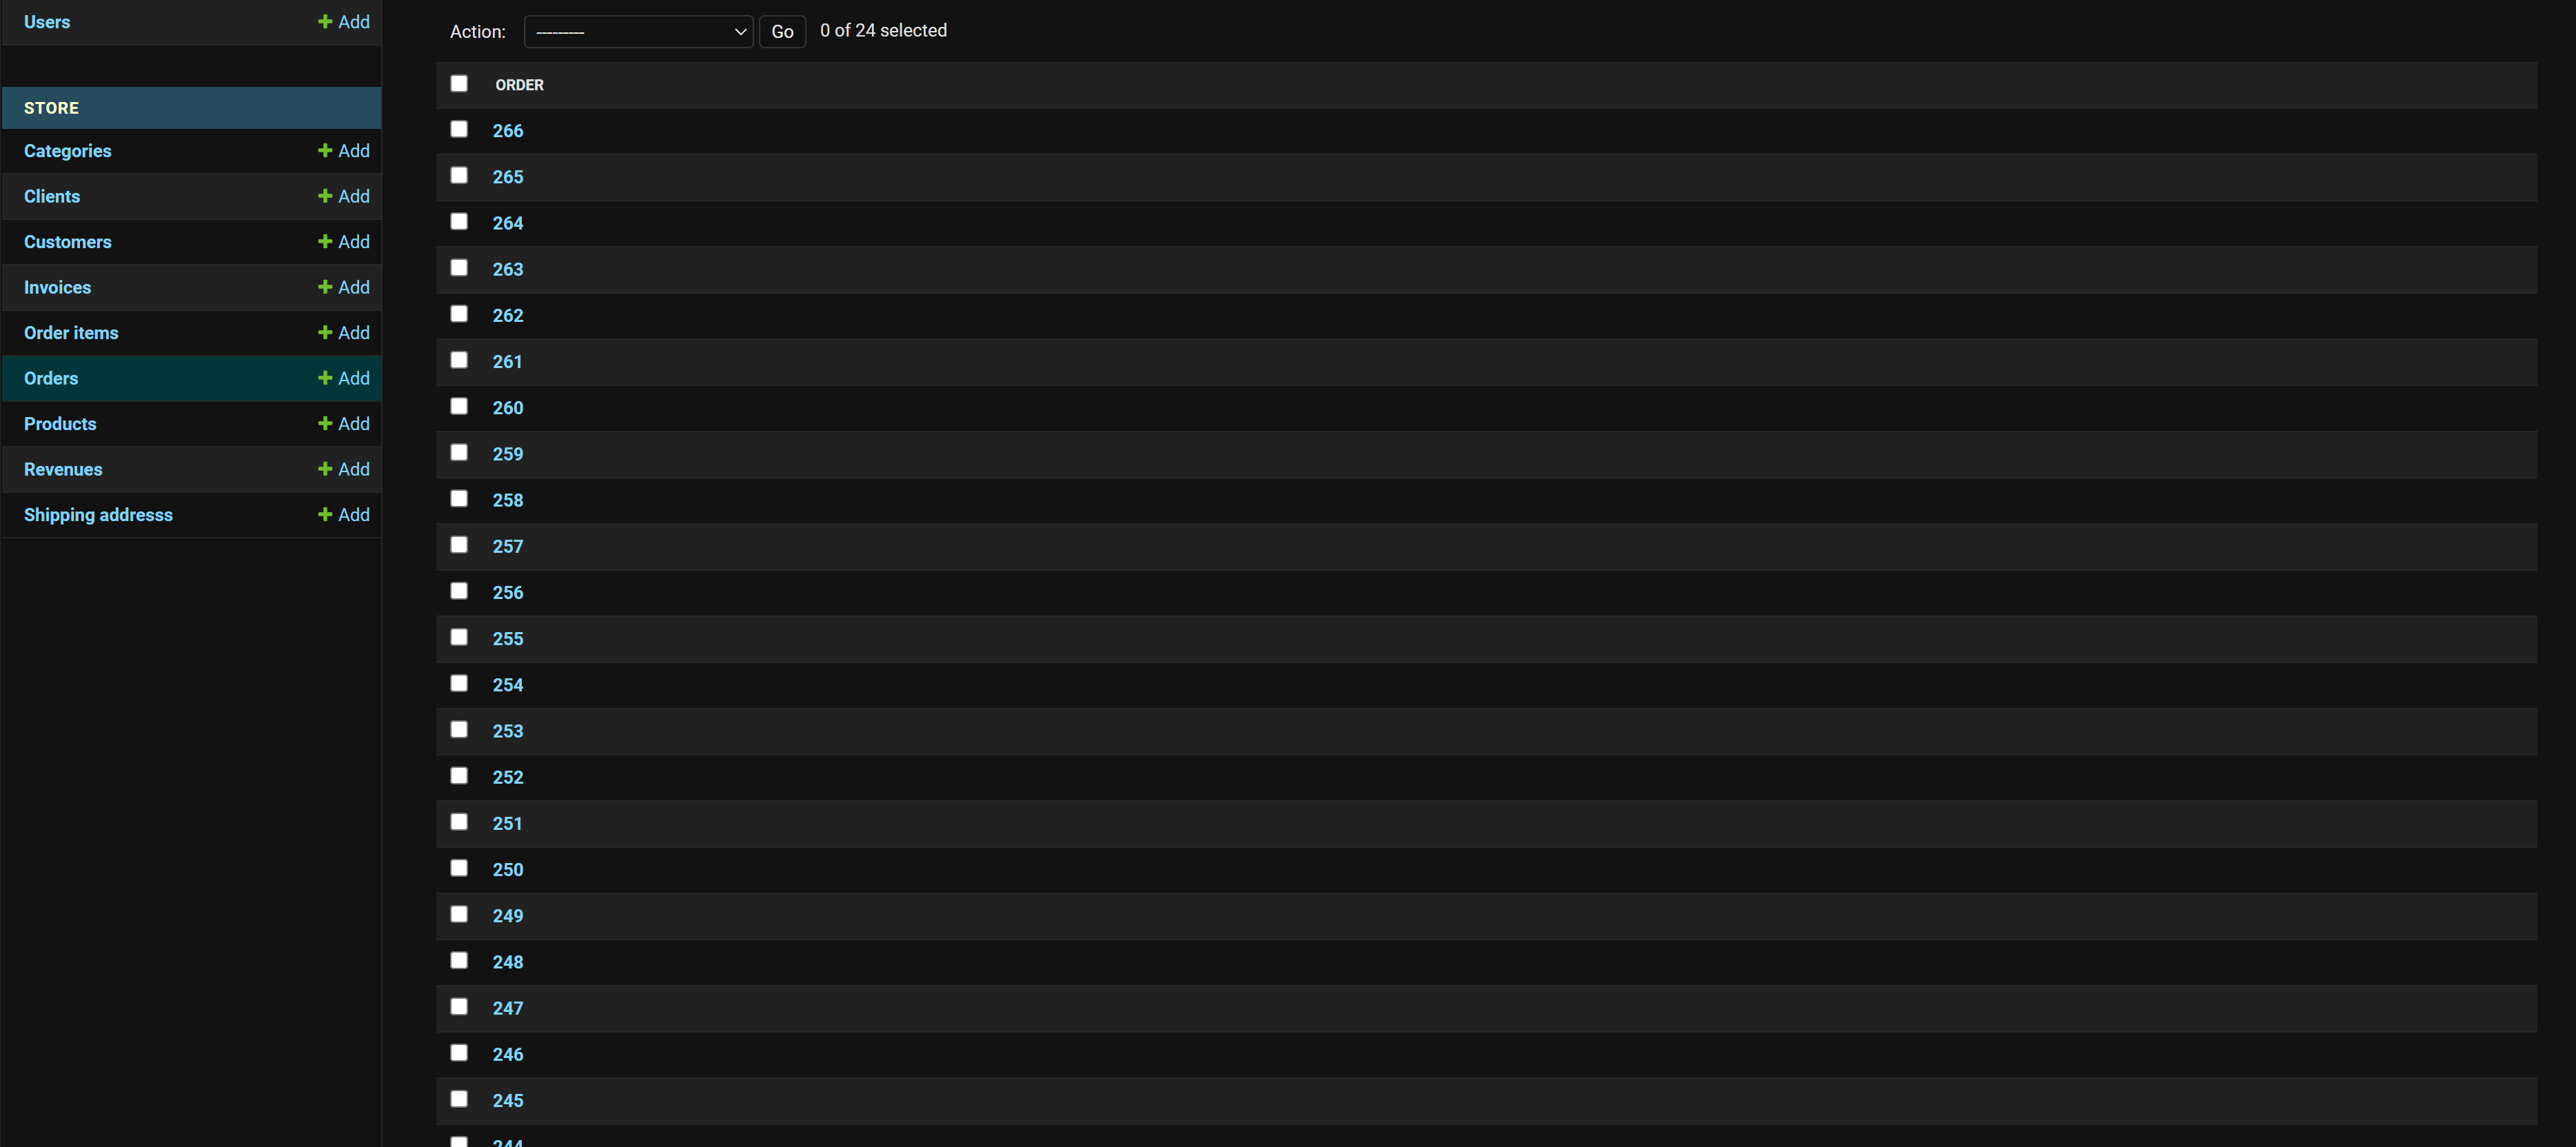 Users
Add
STORE
Categories
Add
Clients
Add
Customers
Add
Invoices
Add
Order items
Add
Orders
Add
Products
Add
Revenues
Add
Shipping addresss
Add
Action: --------- Go 0 of 24 selected
ORDER
266
265
264
263
262
261
260
259
258
257
256
255
254
253
252
251
250
249
248
247
246
245
244